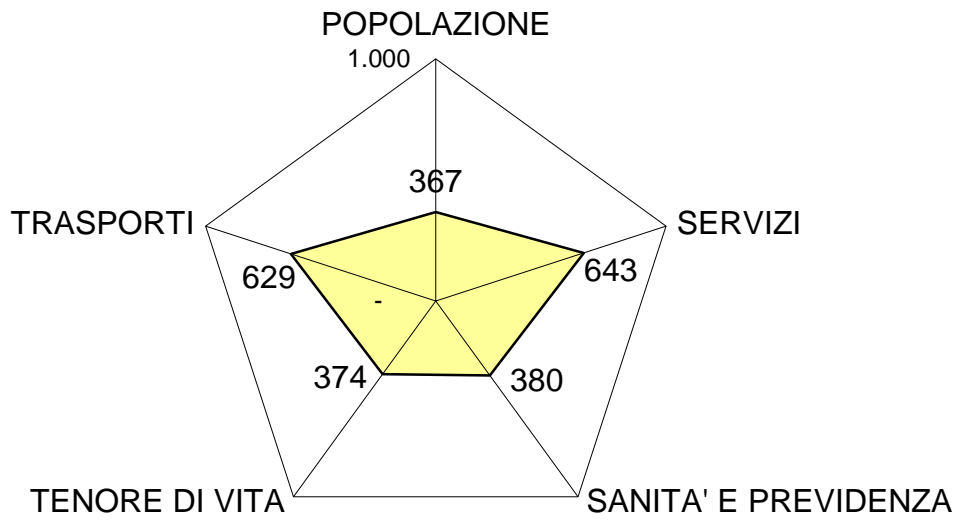 POPOLAZIONE
1.000
367
TRASPORTI
SERVIZI
629
643
-
374
380
TENORE DI VITA
SANITA' E PREVIDENZA